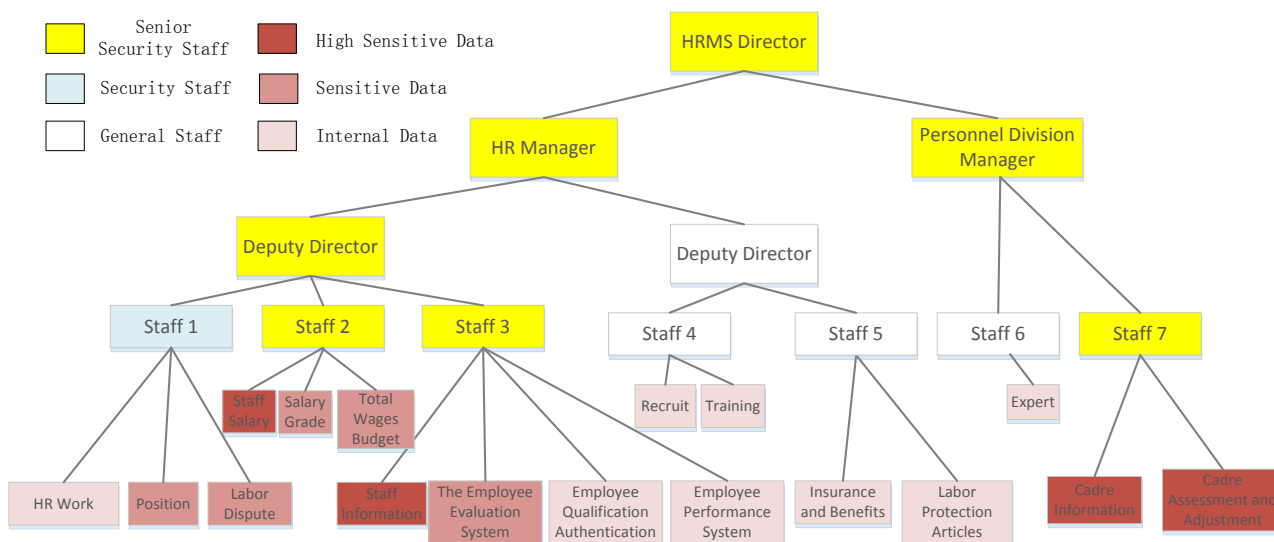 Senior
Security Staff
High Sensitive Data
Security Staff
Sensitive Data
General Staff
Internal Data
HRMS Director
HR Manager
Personnel Division
Manager
Deputy Director
Deputy Director
Staff 1
Staff 2
Staff 3
Staff 4
Staff 5
Staff 6
Staff 7
Staff
Salary
Salary
Grade
Total
Wages
Budget
Recruit
Training
Expert
HR Work
Position
Labor
Dispute
Staff
Information
The Employee
Evaluation
System
Employee
Qualification
Authentication
Employee
Performance
System
Insurance
and Benefits
Labor
Protection
Articles
Cadre
Information
Cadre
Assessment and
Adjustment